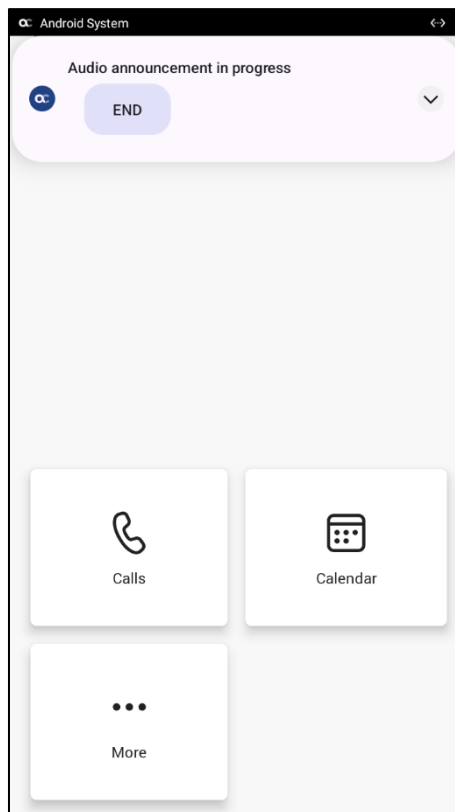 Android System
Audio announcement in progress
END
Calls
Calendar
More